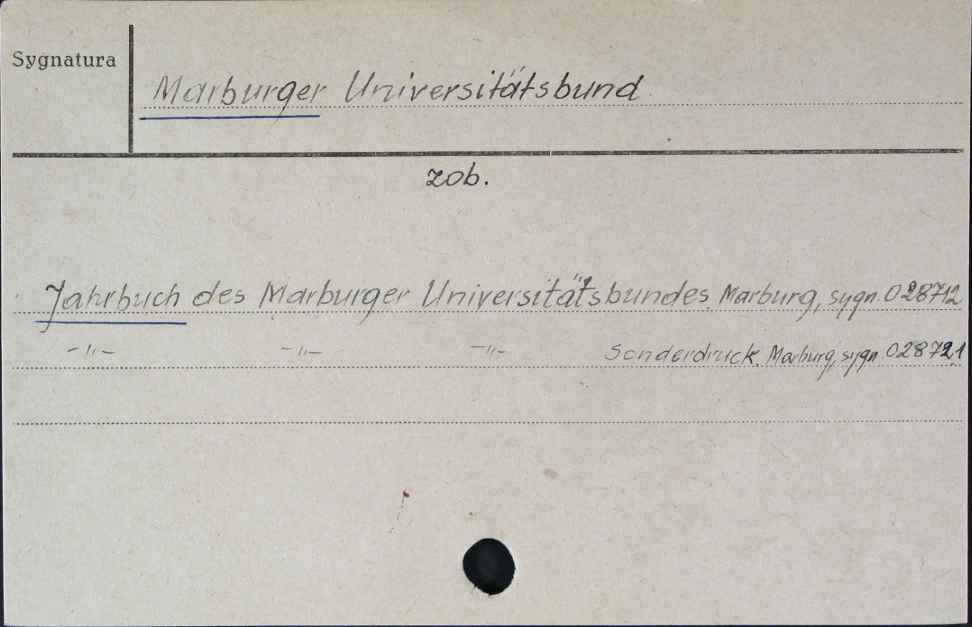 Sygnatura
Marburger Universitätsbund
zob.
Jahrbuch des Marburger Universitätsbundes Marburg, sygn. 028712
-"- -"- -"- Sonderdruck. Marburg, sygn. 028721